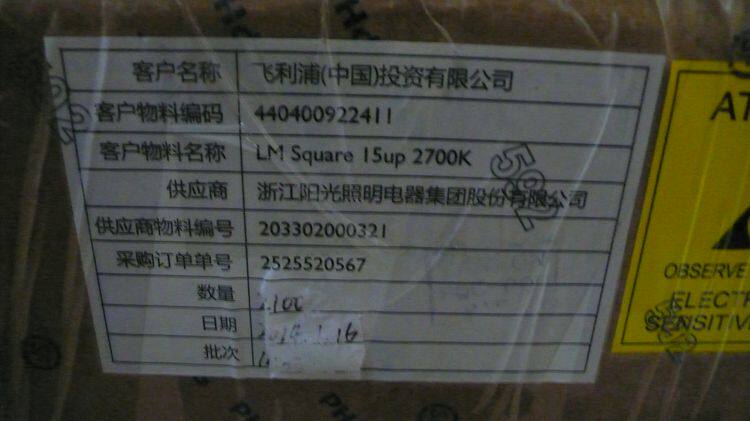 客户名称 飞利浦(中国)投资有限公司
客户物料编码 440400922411
客户物料名称 LM Square 15up 2700K
供应商 浙江阳光照明电器集团股份有限公司
供应商物料编号 203302000321
采购订单单号 2525520567
数量
日期 1.16
批次
592
AT
OBSERVE
ELECT
SENSITIV